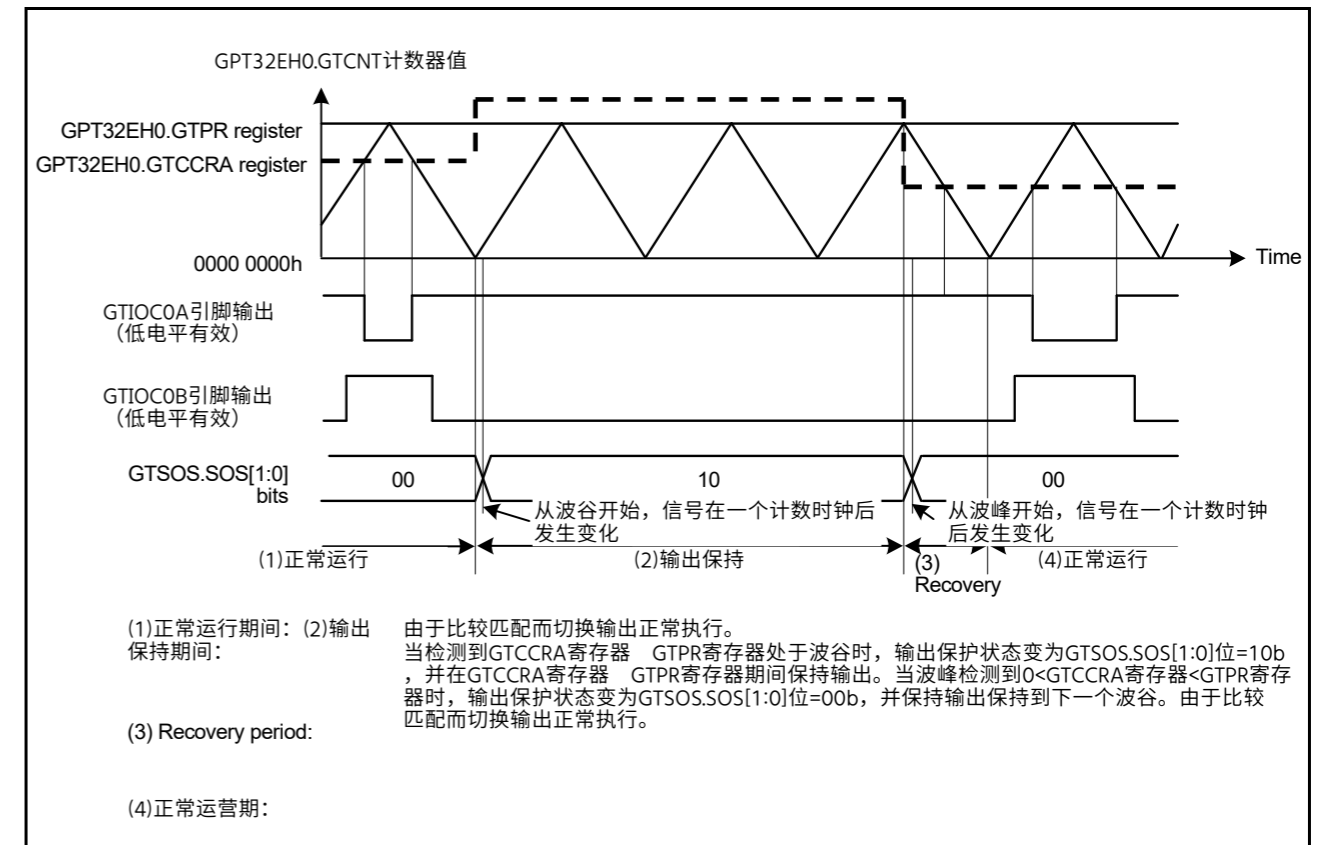 GPT32EH0.GTCNT计数器值
GPT32EH0.GTPR register
GPT32EH0.GTCCRA register
0000 0000h
Time
GTIOC0A引脚输出
（低电平有效）
GTIOC0B引脚输出
（低电平有效）
GTSOS.SOS[1:0]
bits
00
10
00
从波谷开始，信号在一个计数时钟后
发生变化
从波峰开始，信号在一个计数时钟
后发生变化
(1)正常运行
(2)输出保持
(3)
Recovery
(4)正常运行
(1)正常运行期间：(2)输出
保持期间：
由于比较匹配而切换输出正常执行。
当检测到GTCCRA寄存器 GTPR寄存器处于波谷时，输出保护状态变为GTSOS.SOS[1:0]位=10b
，并在GTCCRA寄存器 GTPR寄存器期间保持输出。当波峰检测到0<GTCCRA寄存器<GTPR寄存
器时，输出保护状态变为GTSOS.SOS[1:0]位=00b，并保持输出保持到下一个波谷。由于比较
匹配而切换输出正常执行。
(3) Recovery period:
(4)正常运营期：